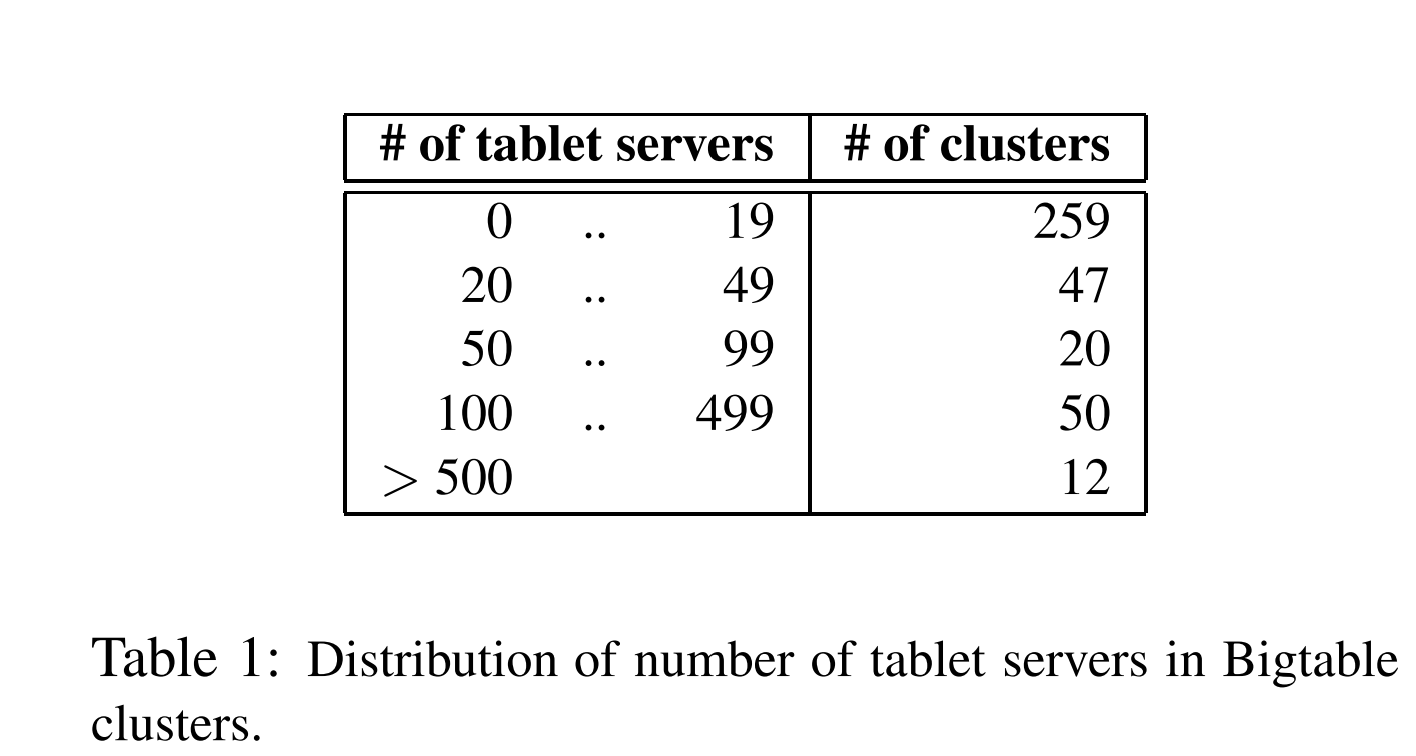 # of tablet servers # of clusters
0 .. 19 259
20 .. 49 47
50 .. 99 20
100 .. 499 50
> 500 12
Table 1: Distribution of number of tablet servers in Bigtable
clusters.